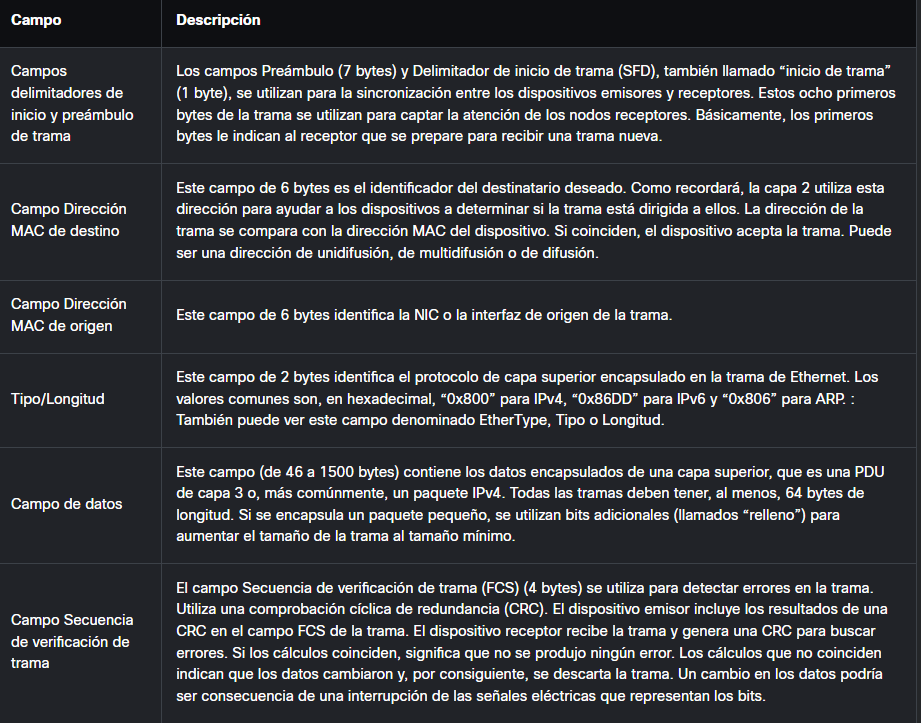 Campo
Descripción
Campos
delimitadores de
inicio y preámbulo
de trama
Los campos Preámbulo (7 bytes) y Delimitador de inicio de trama (SFD), también llamado “inicio de trama”
(1 byte), se utilizan para la sincronización entre los dispositivos emisores y receptores. Estos ocho primeros
bytes de la trama se utilizan para captar la atención de los nodos receptores. Básicamente, los primeros
bytes le indican al receptor que se prepare para recibir una trama nueva.
Campo Dirección
MAC de destino
Este campo de 6 bytes es el identificador del destinatario deseado. Como recordará, la capa 2 utiliza esta
dirección para ayudar a los dispositivos a determinar si la trama está dirigida a ellos. La dirección de la
trama se compara con la dirección MAC del dispositivo. Si coinciden, el dispositivo acepta la trama. Puede
ser una dirección de unidifusión, de multidifusión o de difusión.
Campo Dirección
MAC de origen
Este campo de 6 bytes identifica la NIC o la interfaz de origen de la trama.
Tipo/Longitud
Este campo de 2 bytes identifica el protocolo de capa superior encapsulado en la trama de Ethernet. Los
valores comunes son, en hexadecimal, “0x800” para IPv4, “0x86DD” para IPv6 y “0x806” para ARP. :
También puede ver este campo denominado EtherType, Tipo o Longitud.
Campo de datos
Este campo (de 46 a 1500 bytes) contiene los datos encapsulados de una capa superior, que es una PDU
de capa 3 o, más comúnmente, un paquete IPv4. Todas las tramas deben tener, al menos, 64 bytes de
longitud. Si se encapsula un paquete pequeño, se utilizan bits adicionales (llamados “relleno”) para
aumentar el tamaño de la trama al tamaño mínimo.
Campo Secuencia
de verificación de
trama
El campo Secuencia de verificación de trama (FCS) (4 bytes) se utiliza para detectar errores en la trama.
Utiliza una comprobación cíclica de redundancia (CRC). El dispositivo emisor incluye los resultados de una
CRC en el campo FCS de la trama. El dispositivo receptor recibe la trama y genera una CRC para buscar
errores. Si los cálculos coinciden, significa que no se produjo ningún error. Los cálculos que no coinciden
indican que los datos cambiaron y, por consiguiente, se descarta la trama. Un cambio en los datos podría
ser consecuencia de una interrupción de las señales eléctricas que representan los bits.